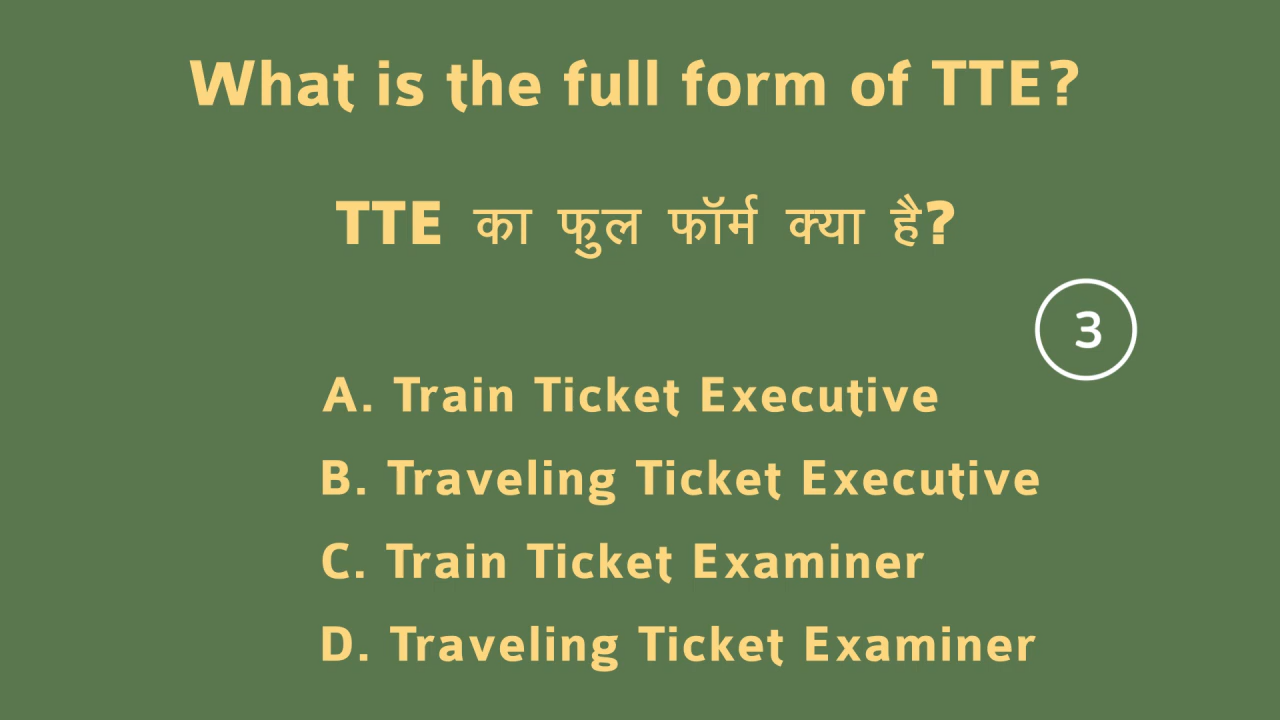 What is the full form of TTE?
TTE का फुल फॉर्म क्या है?
3
A. Train Ticket Executive
B. Traveling Ticket Executive
C. Train Ticket Examiner
D. Traveling Ticket Examiner